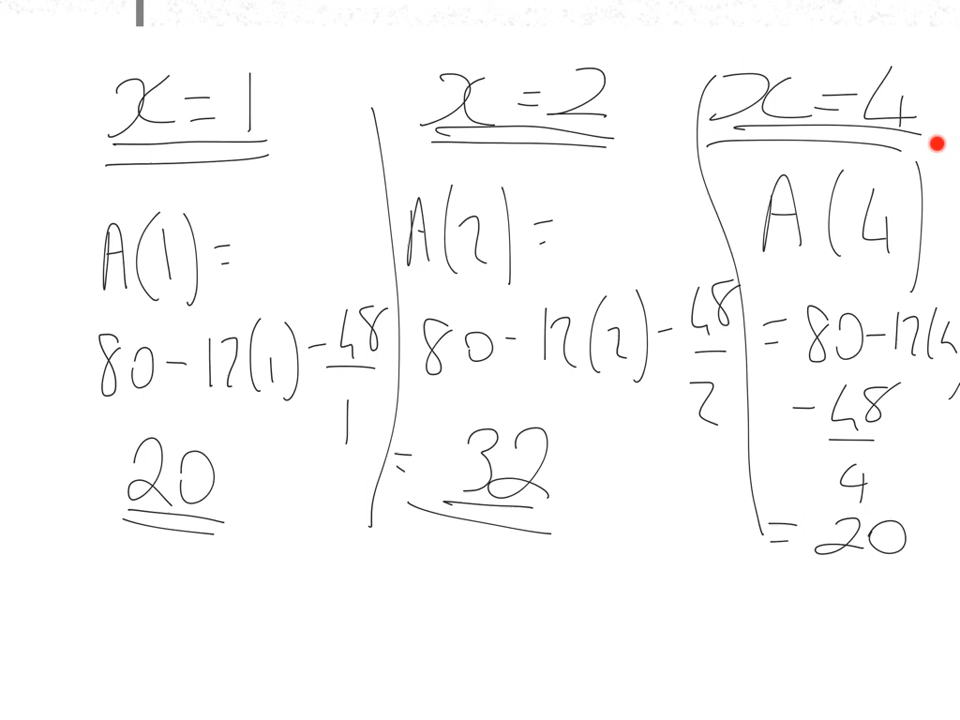 x = 1
A(1) =
80 - 12(1) - 48/1
20
x = 2
A(2) =
80 - 12(2) - 48/2
= 32
x = 4
A(4)
= 80 - 12(4
- 48/4
= 20